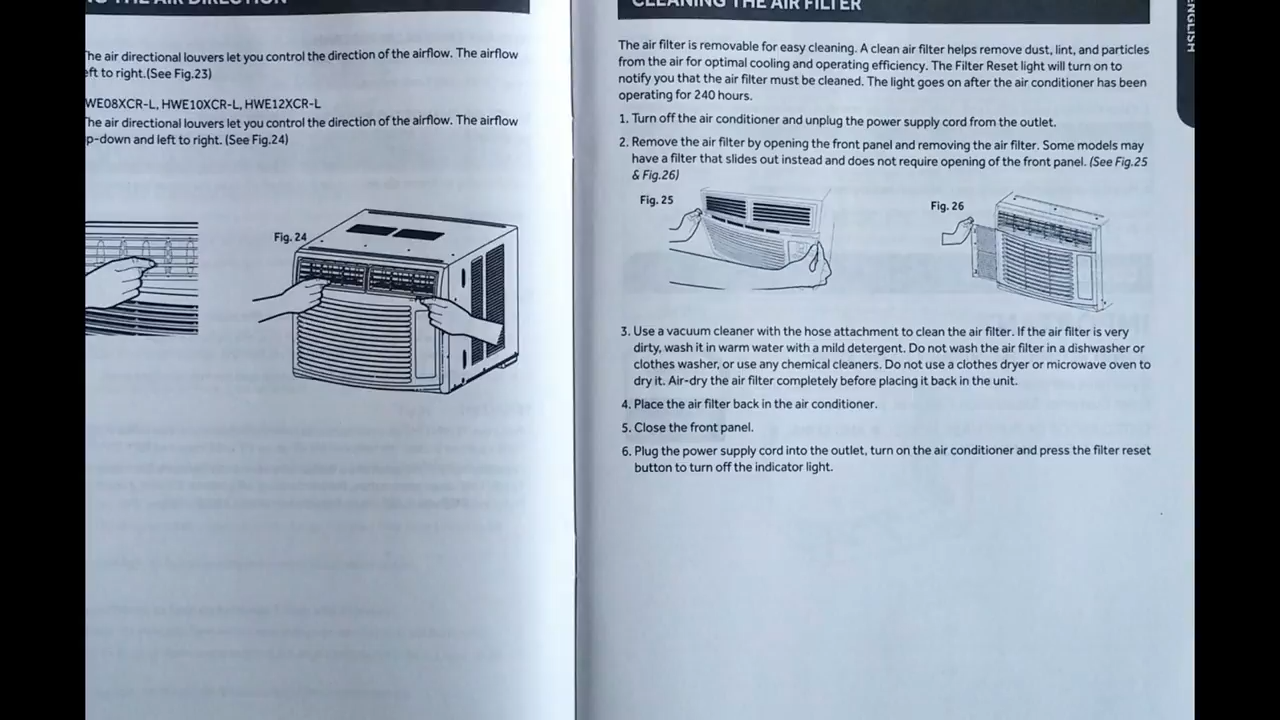 THE AIR DIRECTION
The air directional louvers let you control the direction of the airflow. The airflow
left to right.(See Fig.23)
WE08XCR-L, HWE10XCR-L, HWE12XCR-L
The air directional louvers let you control the direction of the airflow. The airflow
p-down and left to right. (See Fig.24)
Fig. 24
CLEANING THE AIR FILTER
The air filter is removable for easy cleaning. A clean air filter helps remove dust, lint, and particles
from the air for optimal cooling and operating efficiency. The Filter Reset light will turn on to
notify you that the air filter must be cleaned. The light goes on after the air conditioner has been
operating for 240 hours.
1. Turn off the air conditioner and unplug the power supply cord from the outlet.
2. Remove the air filter by opening the front panel and removing the air filter. Some models may
have a filter that slides out instead and does not require opening of the front panel. (See Fig.25
& Fig.26)
Fig. 25
Fig. 26
3. Use a vacuum cleaner with the hose attachment to clean the air filter. If the air filter is very
dirty, wash it in warm water with a mild detergent. Do not wash the air filter in a dishwasher or
clothes washer, or use any chemical cleaners. Do not use a clothes dryer or microwave oven to
dry it. Air-dry the air filter completely before placing it back in the unit.
4. Place the air filter back in the air conditioner.
5. Close the front panel.
6. Plug the power supply cord into the outlet, turn on the air conditioner and press the filter reset
button to turn off the indicator light.
ENGLISH